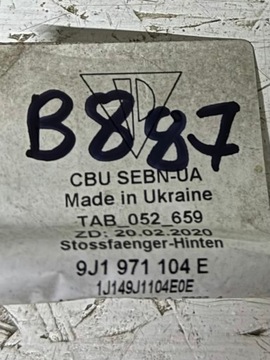 B887
CBU SEBN-UA
Made in Ukraine
TAB_052_659
ZD: 20.02.2020
Stossfaenger-Hinten
9J1 971 104 E
1J149J1104E0E